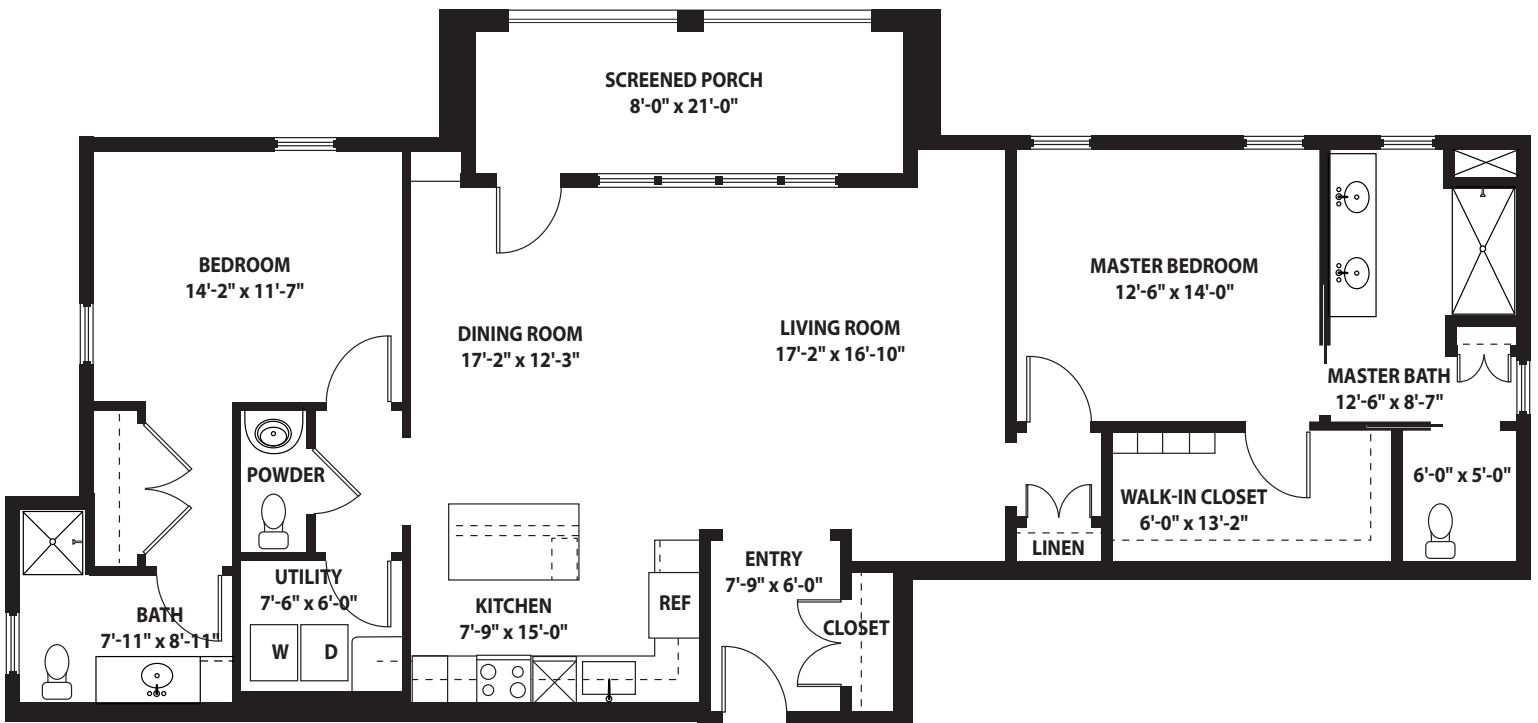 SCREENED PORCH
8'-0" x 21'-0"
BEDROOM
14'-2" x 11'-7"
MASTER BEDROOM
12'-6" x 14'-0"
DINING ROOM
17'-2" x 12'-3"
LIVING ROOM
17'-2" x 16'-10"
MASTER BATH
12'-6" x 8'-7"
POWDER
6'-0" x 5'-0"
WALK-IN CLOSET
6'-0" x 13'-2"
LINEN
ENTRY
7'-9" x 6'-0"
UTILITY
7'-6" x 6'-0"
KITCHEN
7'-9" x 15'-0"
REF
BATH
7'-11" x 8'-11"
CLOSET
W
D